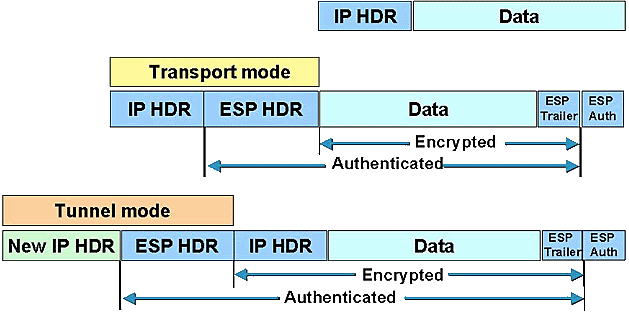 IP HDR Data
Transport mode
IP HDR ESP HDR Data ESP Trailer ESP Auth
Encrypted
Authenticated
Tunnel mode
New IP HDR ESP HDR IP HDR Data ESP Trailer ESP Auth
Encrypted
Authenticated